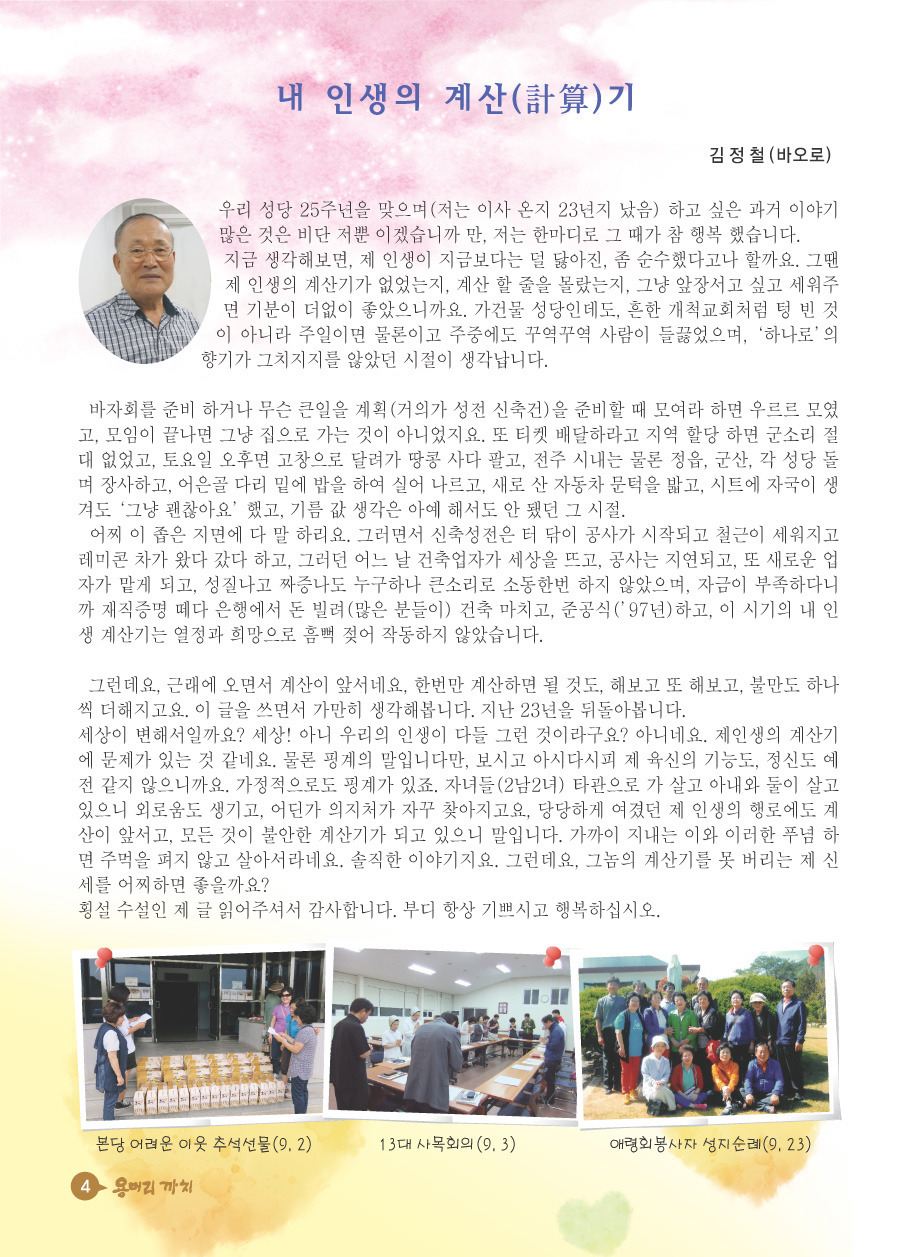 내 인생의 계산(計算)기
김 정 철 (바오로)
우리 성당 25주년을 맞으며(저는 이사 온지 23년지 났음) 하고 싶은 과거 이야기
많은 것은 비단 저뿐 이겠습니까 만, 저는 한마디로 그 때가 참 행복 했습니다.
지금 생각해보면, 제 인생이 지금보다는 덜 닳아진, 좀 순수했다고나 할까요. 그땐
제 인생의 계산기가 없었는지, 계산 할 줄을 몰랐는지, 그냥 앞장서고 싶고 세워주
면 기분이 더없이 좋았으니까요. 가건물 성당인데도, 흔한 개척교회처럼 텅 빈 것
이 아니라 주일이면 물론이고 주중에도 꾸역꾸역 사람이 들끓었으며, ‘하나로’의
향기가 그치지지를 않았던 시절이 생각납니다.
바자회를 준비 하거나 무슨 큰일을 계획(거의가 성전 신축건)을 준비할 때 모여라 하면 우르르 모였
고, 모임이 끝나면 그냥 집으로 가는 것이 아니었지요. 또 티켓 배달하라고 지역 할당 하면 군소리 절
대 없었고, 토요일 오후면 고창으로 달려가 땅콩 사다 팔고, 전주 시내는 물론 정읍, 군산, 각 성당 돌
며 장사하고, 어은골 다리 밑에 밥을 하여 실어 나르고, 새로 산 자동차 문턱을 밟고, 시트에 자국이 생
겨도 ‘그냥 괜찮아요’ 했고, 기름 값 생각은 아예 해서도 안 됐던 그 시절.
어찌 이 좁은 지면에 다 말 하리요. 그러면서 신축성전은 터 닦이 공사가 시작되고 철근이 세워지고
레미콘 차가 왔다 갔다 하고, 그러던 어느 날 건축업자가 세상을 뜨고, 공사는 지연되고, 또 새로운 업
자가 맡게 되고, 성질나고 짜증나도 누구하나 큰소리로 소동한번 하지 않았으며, 자금이 부족하다니
까 재직증명 떼다 은행에서 돈 빌려(많은 분들이) 건축 마치고, 준공식(’97년)하고, 이 시기의 내 인
생 계산기는 열정과 희망으로 흠뻑 젖어 작동하지 않았습니다.
그런데요, 근래에 오면서 계산이 앞서네요, 한번만 계산하면 될 것도, 해보고 또 해보고, 불만도 하나
씩 더해지고요. 이 글을 쓰면서 가만히 생각해봅니다. 지난 23년을 뒤돌아봅니다.
세상이 변해서일까요? 세상! 아니 우리의 인생이 다들 그런 것이라구요? 아니네요. 제인생의 계산기
에 문제가 있는 것 같네요. 물론 핑계의 말입니다만, 보시고 아시다시피 제 육신의 기능도, 정신도 예
전 같지 않으니까요. 가정적으로도 핑계가 있죠. 자녀들(2남2녀) 타관으로 가 살고 아내와 둘이 살고
있으니 외로움도 생기고, 어딘가 의지처가 자꾸 찾아지고요, 당당하게 여겼던 제 인생의 행로에도 계
산이 앞서고, 모든 것이 불안한 계산기가 되고 있으니 말입니다. 가까이 지내는 이와 이러한 푸념 하
면 주먹을 펴지 않고 살아서라네요. 솔직한 이야기지요. 그런데요, 그놈의 계산기를 못 버리는 제 신
세를 어찌하면 좋을까요?
횡설 수설인 제 글 읽어주셔서 감사합니다. 부디 항상 기쁘시고 행복하십시오.
본당 어려운 이웃 추석선물(9, 2)
13대 사목회의(9, 3)
애령회봉사자 성지순례(9, 23)
4 용머리 까치